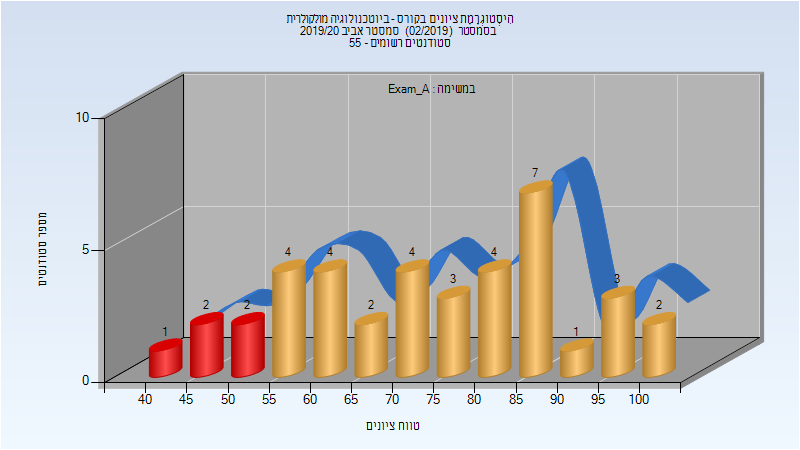 היסטוגרמת ציונים בקורס - ביוטכנולוגיה מולקולרית
בסמסטר (02/2019) סמסטר אביב 2019/20
סטודנטים רשומים - 55
במשימה : Exam_A
10
5
0
מספר סטודנטים
1
2
2
4
4
2
4
3
4
7
1
3
2
40 45 50 55 60 65 70 75 80 85 90 95 100
טווח ציונים